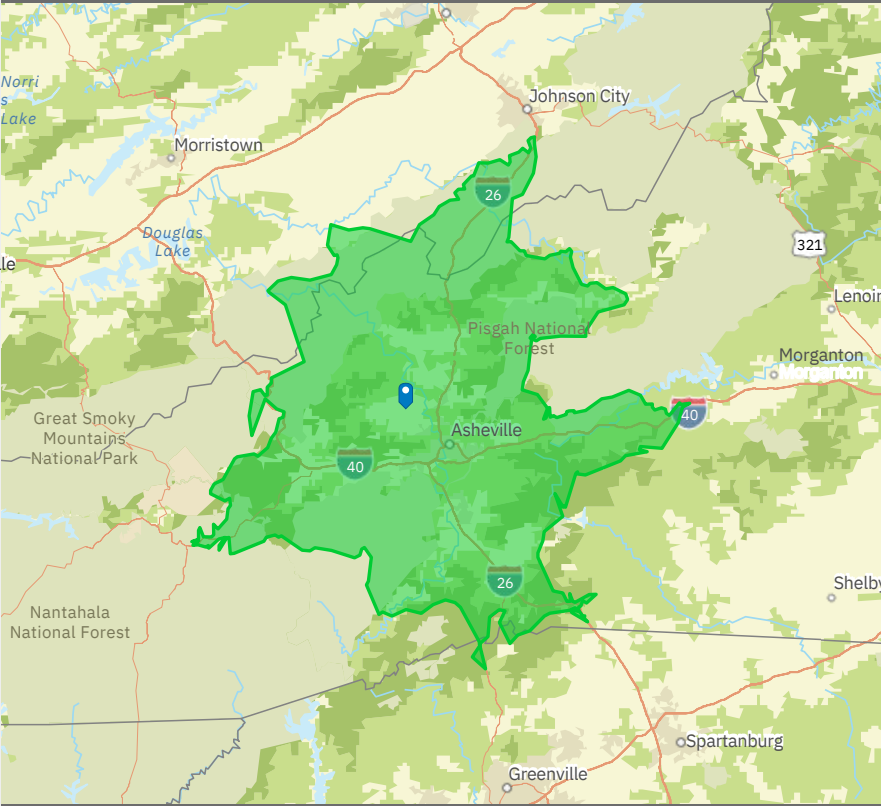 Johnson City
Norri
s
Lake
Morristown
26
Douglas
Lake
321
le
Lenoir
Pisgah National
Forest
Morganton
Morganton
40
Great Smoky
Mountains
National Park
Asheville
40
26
Shelby
Nantahala
National Forest
Spartanburg
Greenville